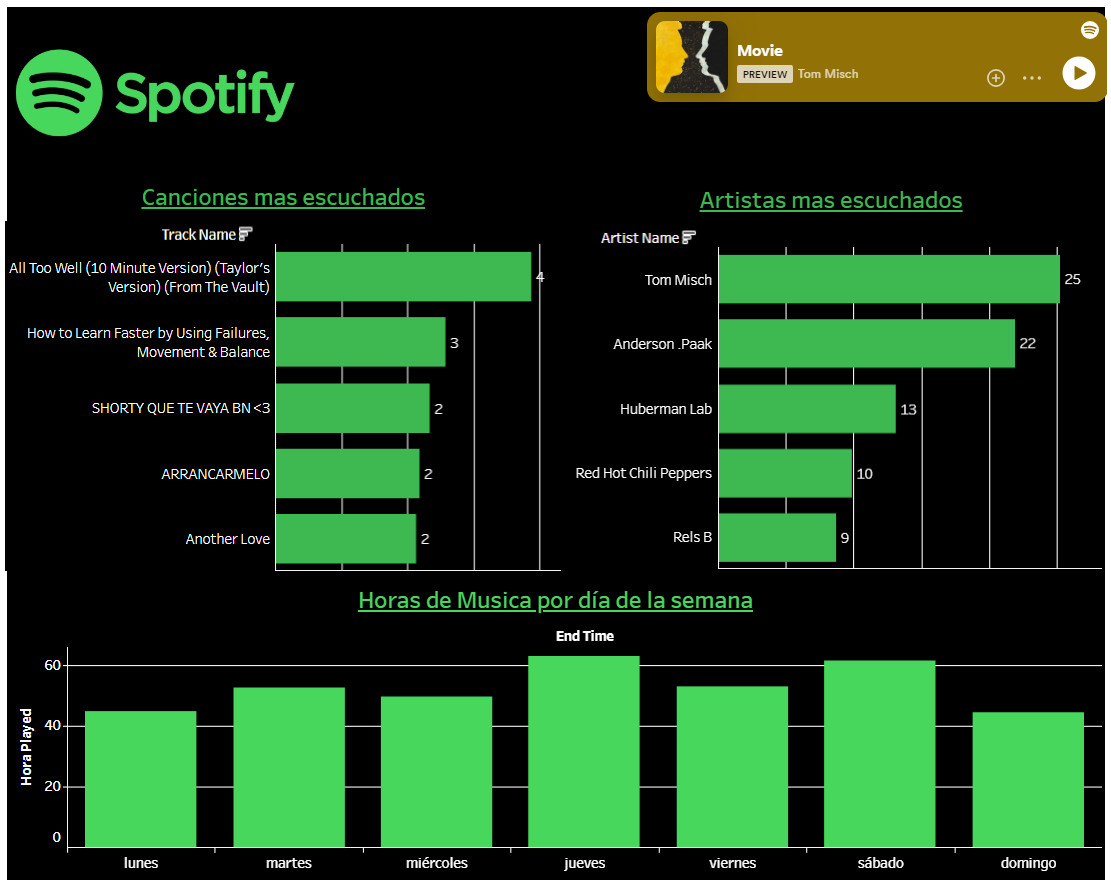 Spotify
Movie
PREVIEW Tom Misch
Canciones mas escuchados
Track Name
All Too Well (10 Minute Version) (Taylor's
Version) (From The Vault)
4
How to Learn Faster by Using Failures,
Movement & Balance
3
SHORTY QUE TE VAYA BN <3
2
ARRANCARMELO
2
Another Love
2
Artistas mas escuchados
Artist Name
Tom Misch
25
Anderson .Paak
22
Huberman Lab
13
Red Hot Chili Peppers
10
Rels B
9
Horas de Musica por día de la semana
End Time
Hora Played
60
40
20
0
lunes
martes
miércoles
jueves
viernes
sábado
domingo